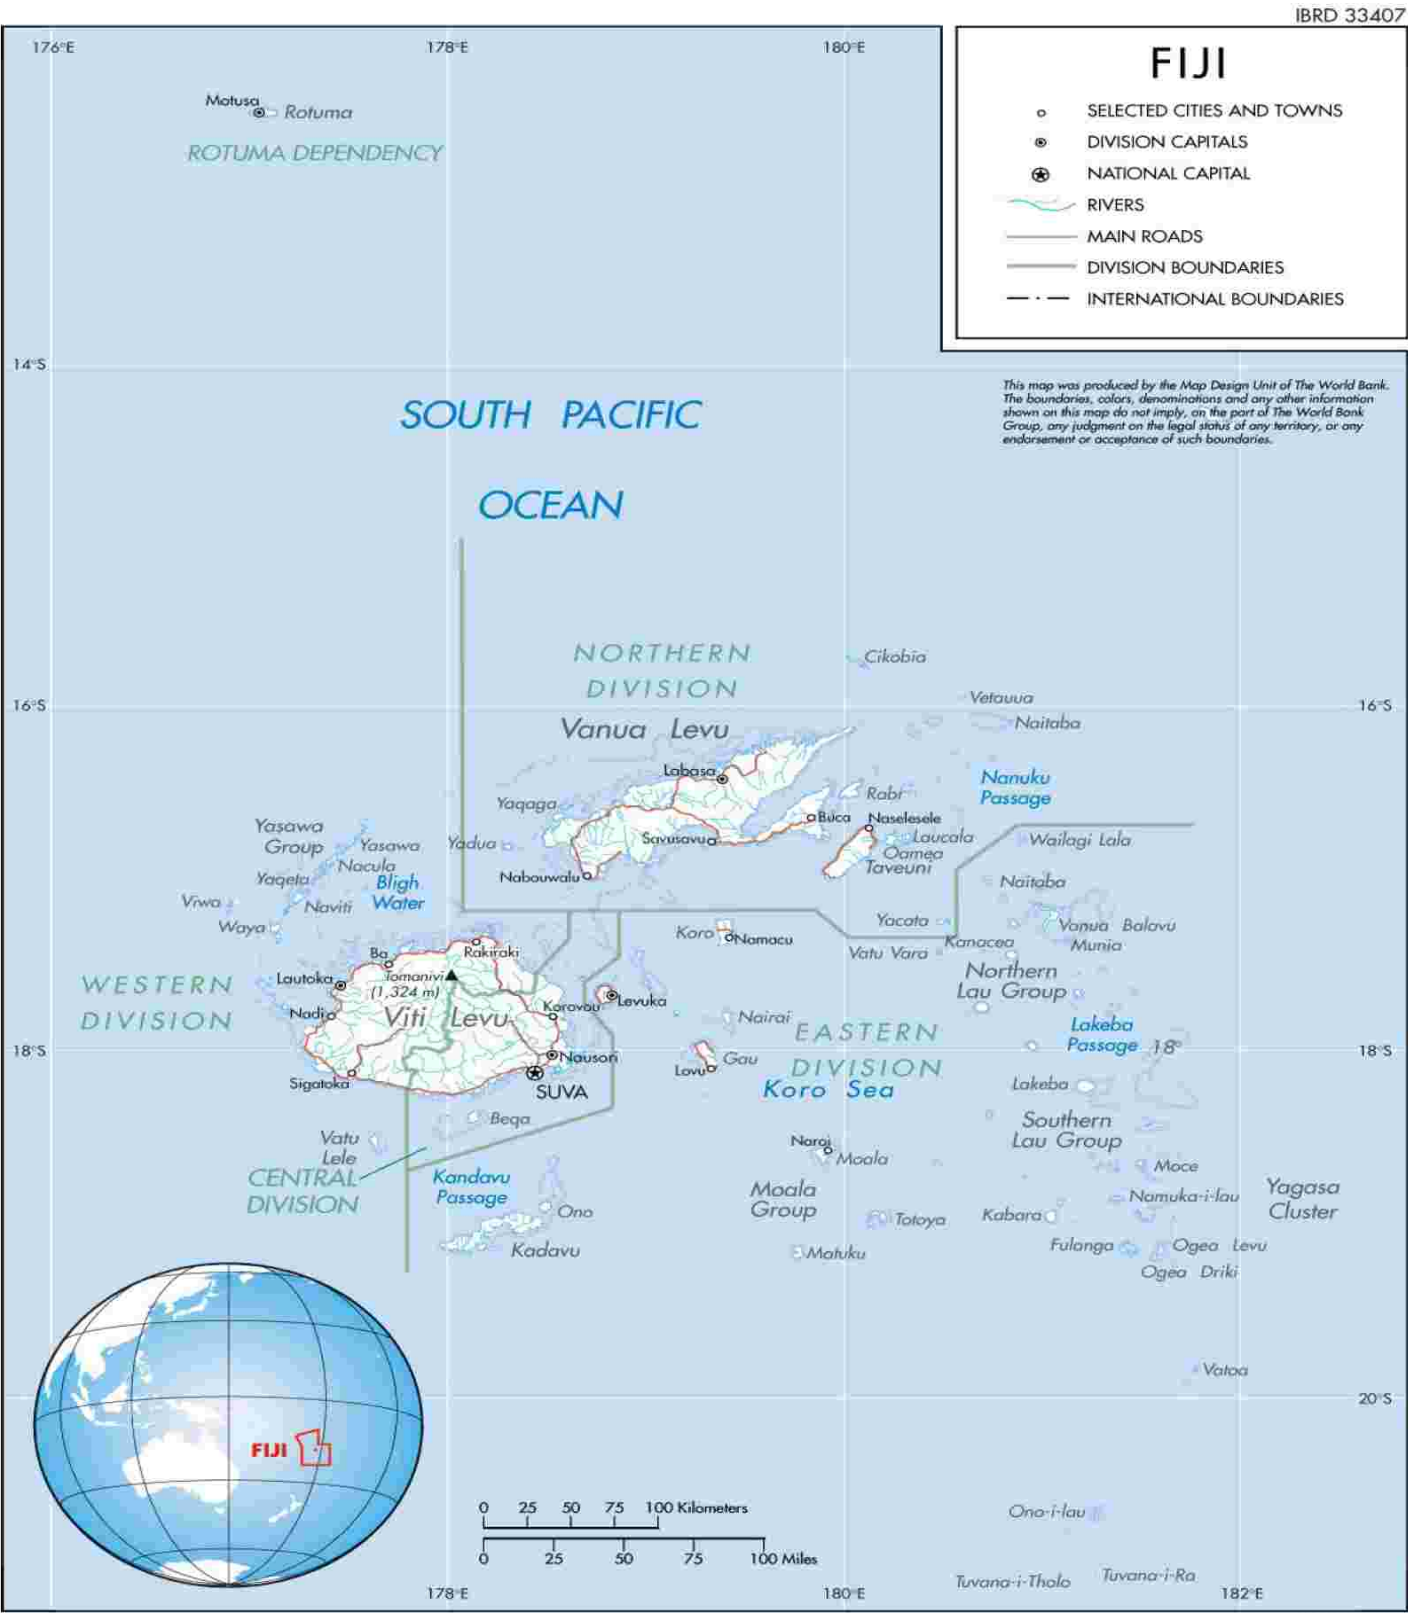 IBRD 33407
176°E
178°E
180°E
FIJI
SELECTED CITIES AND TOWNS
DIVISION CAPITALS
NATIONAL CAPITAL
RIVERS
MAIN ROADS
DIVISION BOUNDARIES
INTERNATIONAL BOUNDARIES
Motusa
Rotuma
ROTUMA DEPENDENCY
14°S
This map was produced by the Map Design Unit of The World Bank.
The boundaries, colors, denominations and any other information
shown on this map do not imply, on the part of The World Bank
Group, any judgment on the legal status of any territory, or any
endorsement or acceptance of such boundaries.
SOUTH PACIFIC
OCEAN
NORTHERN
DIVISION
Cikobia
16°S
Vetauua
16°S
Naitaba
Vanua Levu
Labasa
Nanuku
Passage
Rabi
Yaqaga
Buca
Naselesele
Yasawa
Group
Yasawa
Yadua
Savusavu
Laucala
Wailagi Lala
Qamea
Taveuni
Nacula
Yaqeta
Bligh
Water
Nabouwalu
Naitaba
Viwa
Naviti
Waya
Yacata
Vanua Balavu
Koro
Namacu
Kanacea
Munia
Ba
Rakiraki
Vatu Vara
Northern
Lau Group
WESTERN
DIVISION
Lautoka
Tomanivi
(1,324 m)
Levuka
Korovou
Nadi
Viti Levu
Nairai
EASTERN
DIVISION
Lakeba
Passage
18°
18°S
18°S
Nausori
Gau
Lovu
Sigatoka
SUVA
Koro Sea
Lakeba
Beqa
Southern
Lau Group
Vatu
Lele
Naroi
Moala
Moce
CENTRAL
DIVISION
Kandavu
Passage
Moala
Group
Namuka-i-lau
Yagasa
Cluster
Ono
Totoya
Kabara
Kadavu
Matuku
Fulanga
Ogea Levu
Ogea Driki
Vatoa
20°S
FIJI
0 25 50 75 100 Kilometers
0 25 50 75 100 Miles
Ono-i-lau
Tuvana-i-Tholo
Tuvana-i-Ra
178°E
180°E
182°E